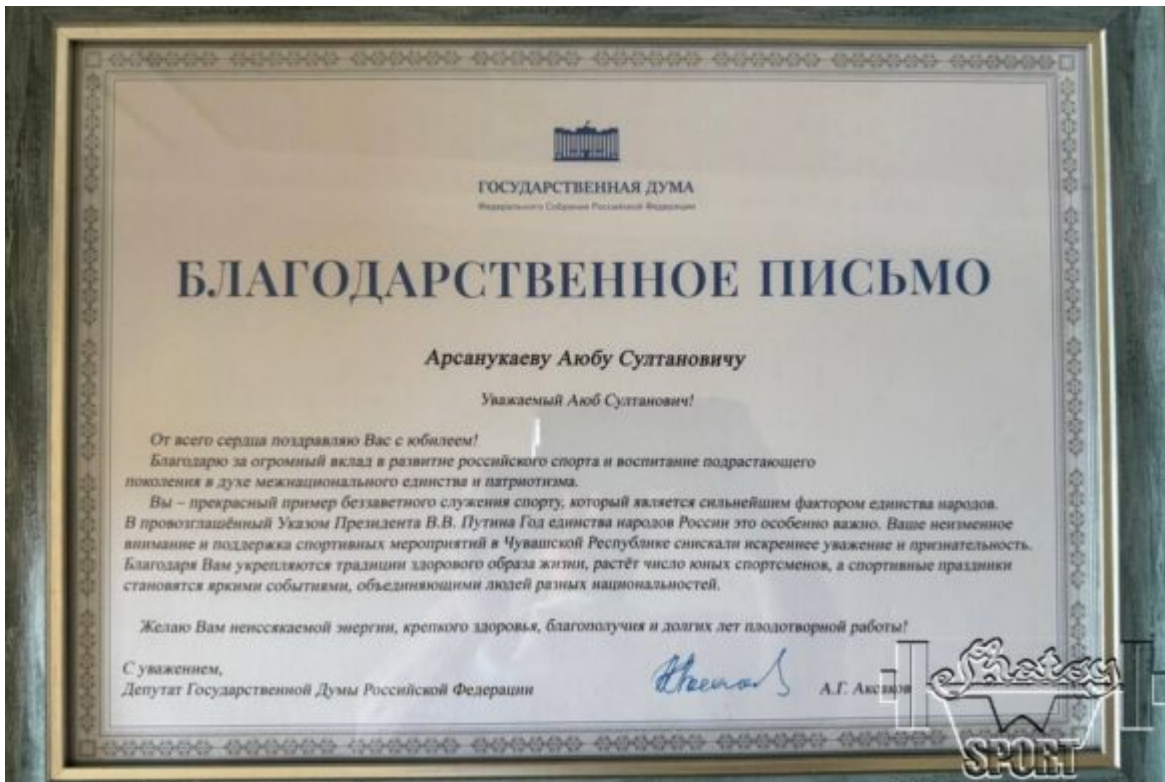 ГОСУДАРСТВЕННАЯ ДУМА
Федерального Собрания Российской Федерации
БЛАГОДАРСТВЕННОЕ ПИСЬМО
Арсанукаеву Аюбу Султановичу
Уважаемый Аюб Султанович!
От всего сердца поздравляю Вас с юбилеем!
Благодарю за огромный вклад в развитие российского спорта и воспитание подрастающего
поколения в духе межнационального единства и патриотизма.
Вы – прекрасный пример беззаветного служения спорту, который является сильнейшим фактором единства народов.
В провозглашённый Указом Президента В.В. Путина Год единства народов России это особенно важно. Ваше неизменное
внимание и поддержка спортивных мероприятий в Чувашской Республике снискали искреннее уважение и признательность.
Благодаря Вам укрепляются традиции здорового образа жизни, растёт число юных спортсменов, а спортивные праздники
становятся яркими событиями, объединяющими людей разных национальностей.
Желаю Вам неиссякаемой энергии, крепкого здоровья, благополучия и долгих лет плодотворной работы!
С уважением,
Депутат Государственной Думы Российской Федерации А.Г. Аксаков
Shatoy
SPORT